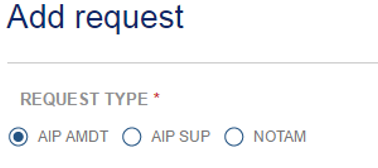 Add request
REQUEST TYPE *
AIP AMDT AIP SUP NOTAM